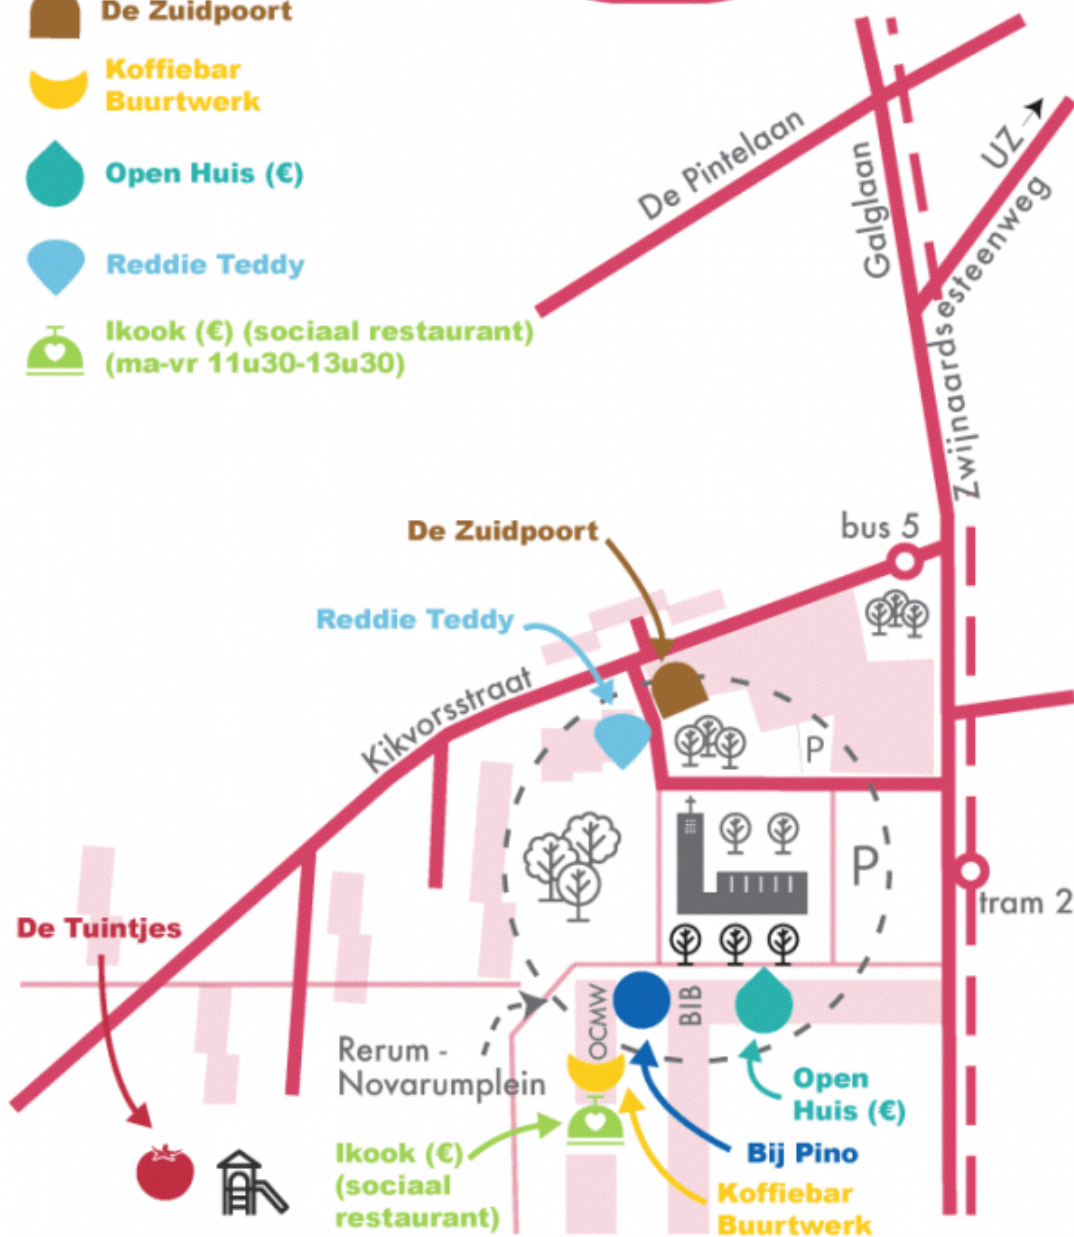 De Zuidpoort
Koffiebar
Buurtwerk
Open Huis (€)
Reddie Teddy
Ikook (€) (sociaal restaurant)
(ma-vr 11u30-13u30)
De Pintelaan
Galglaan
UZ
Zwijnaardsesteenweg
bus 5
De Zuidpoort
Reddie Teddy
Kikvorsstraat
P
P
tram 2
De Tuintjes
OCMW
BIB
Rerum -
Novarumplein
Open
Huis (€)
Ikook (€)
(sociaal
restaurant)
Bij Pino
Koffiebar
Buurtwerk